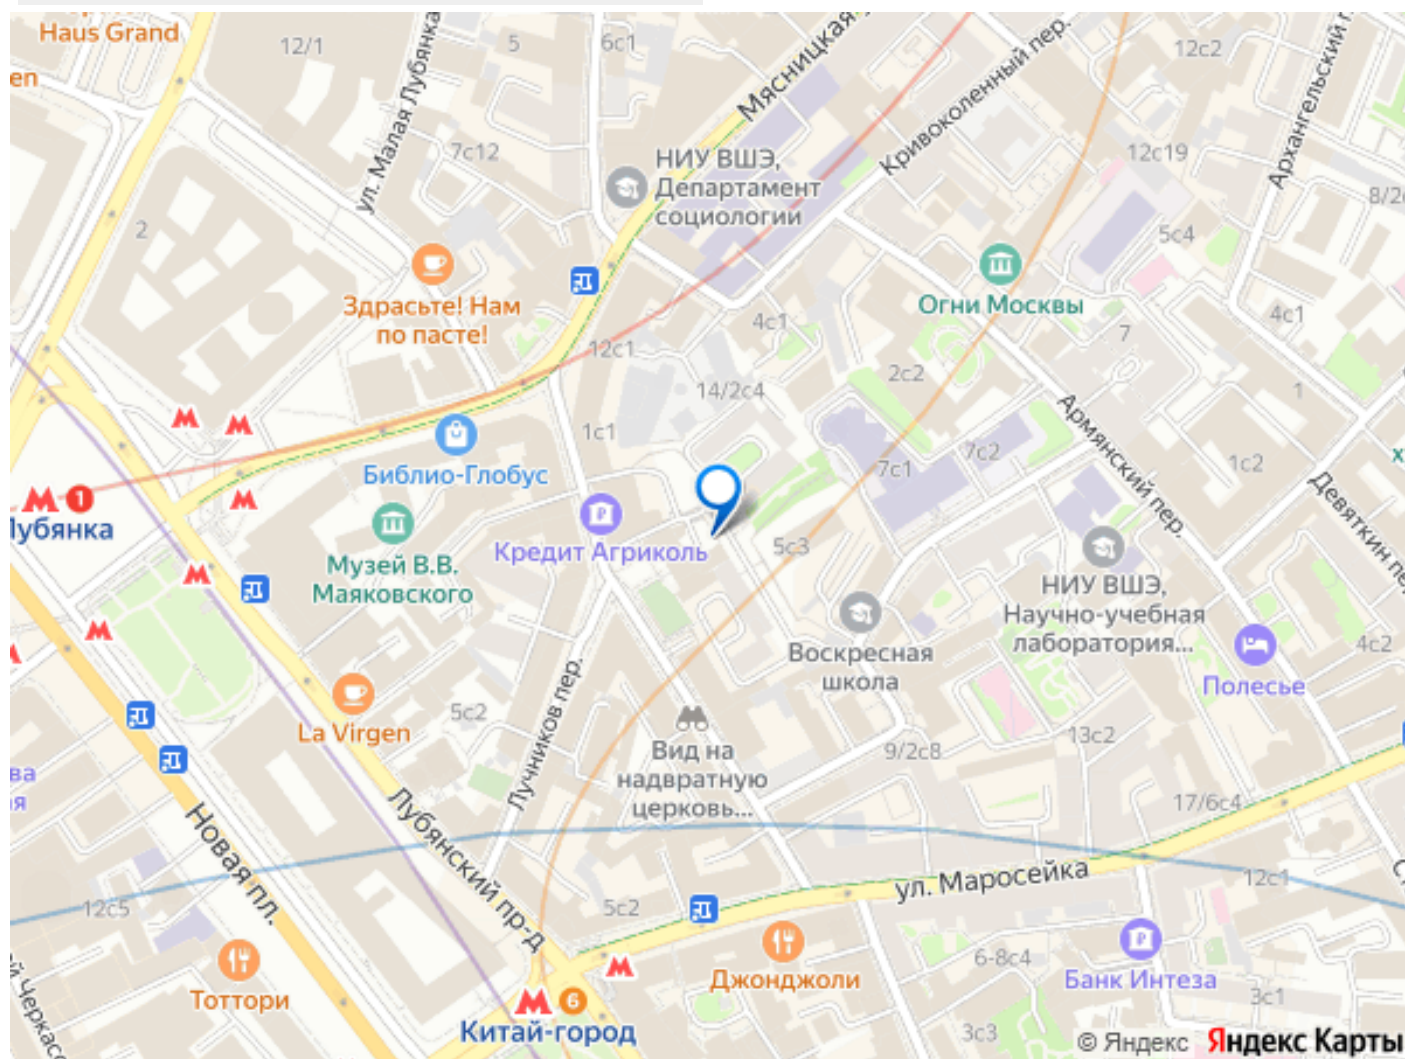 Haus Grand
12/1
5
6с1
Мясницкая
12с2
en
ул. Малая Лубянка
Кривоколенный пер.
Архангельский
7с12
НИУ ВШЭ,
Департамент
социологии
12с19
8/2
2
5с4
Здрасьте! Нам
по пасте!
Огни Москвы
4с1
7
4с1
12с1
2с2
14/2с4
1
Армянский пер.
1с1
Библио-Глобус
7с1
7с2
1с2
Девяткин
1
Лубянка
Музей В.В.
Маяковского
Кредит Агриколь
5с3
НИУ ВШЭ,
Научно-учебная
лаборатория...
Воскресная
школа
4с2
Полесье
La Virgen
5с2
Лучников пер.
Вид на
надвратную
церковь...
9/2с8
13с2
17/6с4
ва
я
Новая пл.
Лубянский пр-д
ул. Маросейка
12с5
5с2
12с1
Тоттори
Джонджоли
6-8с4
Банк Интеза
6
Китай-город
3с3
3с1
© Яндекс Яндекс Карты